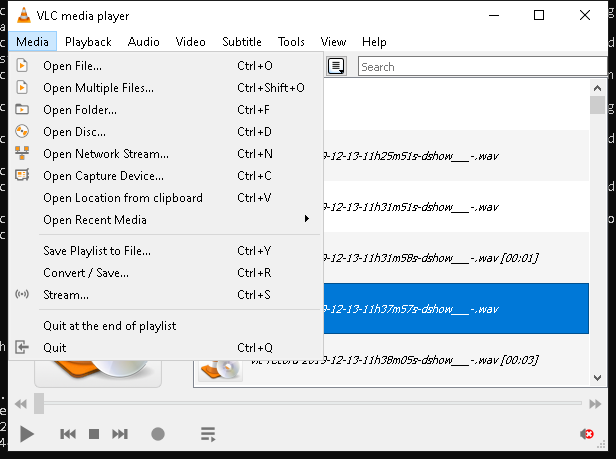 VLC media player
Media Playback Audio Video Subtitle Tools View Help
Open File... Ctrl+O
Open Multiple Files... Ctrl+Shift+O
Open Folder... Ctrl+F
Open Disc... Ctrl+D
Open Network Stream... Ctrl+N
Open Capture Device... Ctrl+C
Open Location from clipboard Ctrl+V
Open Recent Media
Save Playlist to File... Ctrl+Y
Convert / Save... Ctrl+R
Stream... Ctrl+S
Quit at the end of playlist
Quit Ctrl+Q
Search
9-12-13-11h25m51s-dshow___-.wav
9-12-13-11h31m51s-dshow___-.wav
9-12-13-11h31m58s-dshow___-.wav [00:01]
9-12-13-11h37m57s-dshow___-.wav
vlc-record-2019-12-13-11h38m05s-dshow___-.wav [00:03]